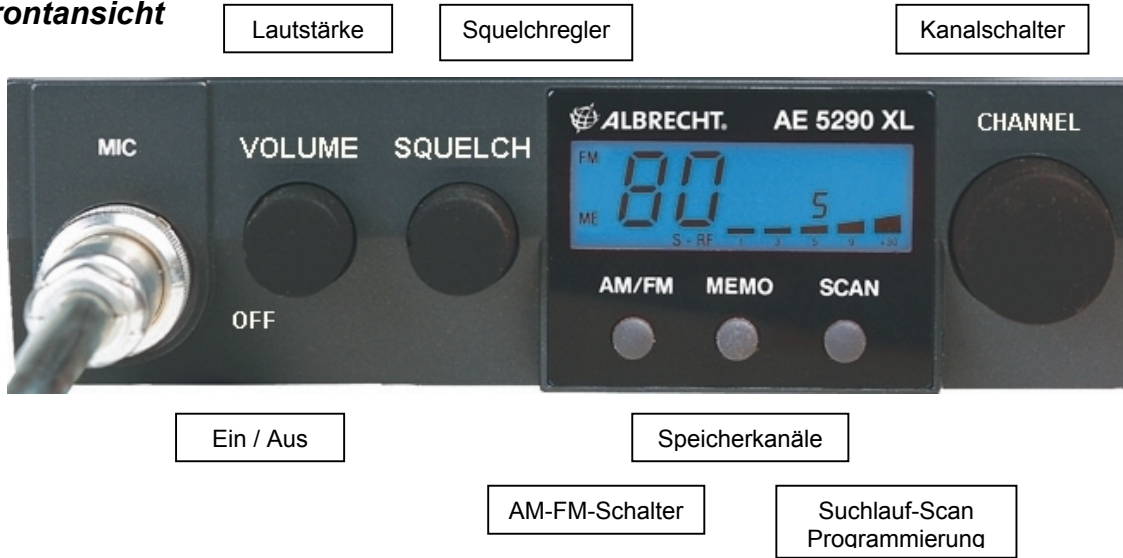 rontansicht
Lautstärke
Squelchregler
Kanalschalter
ALBRECHT. AE 5290 XL
CHANNEL
MIC
VOLUME
SQUELCH
FM
80
5
ME
S - RF 1 3 5 9 +30
AM/FM MEMO SCAN
OFF
Ein / Aus
Speicherkanäle
AM-FM-Schalter
Suchlauf-Scan
Programmierung